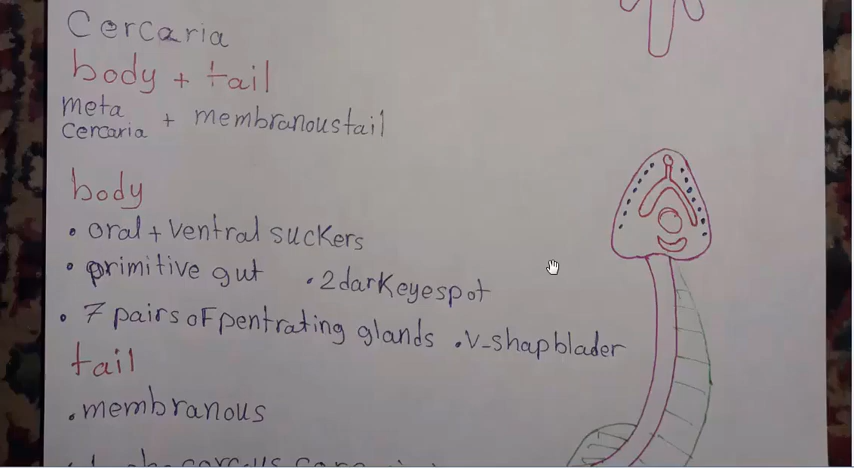 Cercaria
body + tail
meta
cercaria + membranoustail
body
• oral + ventral suckers
• primitive gut • 2darkeyespot
• 7 pairs of pentrating glands • V-shapblader
tail
• membranous